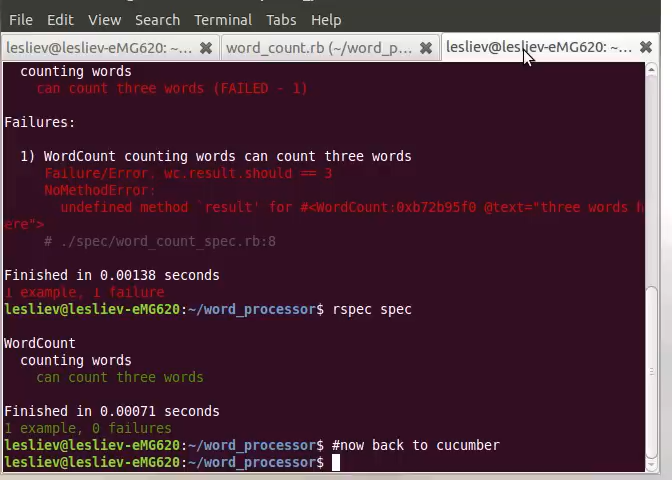 File Edit View Search Terminal Tabs Help
lesliev@lesliev-eMG620: ~... word_count.rb (~/word_p... lesliev@lesliev-eMG620: ~...
counting words
can count three words (FAILED - 1)
Failures:
1) WordCount counting words can count three words
Failure/Error. wc.result.should == 3
NoMethodError:
undefined method `result' for #<WordCount:0xb72b95f0 @text="three words h
ere">
# ./spec/word_count_spec.rb:8
Finished in 0.00138 seconds
1 example, 1 failure
lesliev@lesliev-eMG620:~/word_processor$ rspec spec
WordCount
counting words
can count three words
Finished in 0.00071 seconds
1 example, 0 failures
lesliev@lesliev-eMG620:~/word_processor$ #now back to cucumber
lesliev@lesliev-eMG620:~/word_processor$